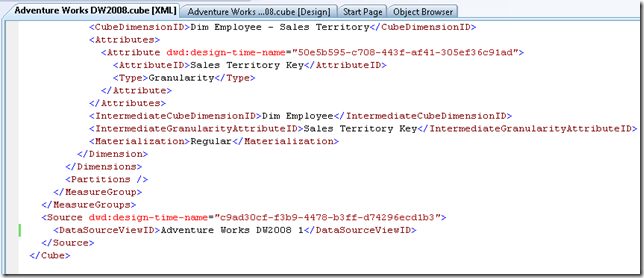 Adventure Works DW2008.cube [XML] Adventure Works ...08.cube [Design] Start Page Object Browser
<CubeDimensionID>Dim Employee - Sales Territory</CubeDimensionID>
<Attributes>
<Attribute dwd:design-time-name="50e5b595-c708-443f-af41-305ef36c91ad">
<AttributeID>Sales Territory Key</AttributeID>
<Type>Granularity</Type>
</Attribute>
</Attributes>
<IntermediateCubeDimensionID>Dim Employee</IntermediateCubeDimensionID>
<IntermediateGranularityAttributeID>Sales Territory Key</IntermediateGranularityAttributeID>
<Materialization>Regular</Materialization>
</Dimension>
</Dimensions>
<Partitions />
</MeasureGroup>
</MeasureGroups>
<Source dwd:design-time-name="c9ad30cf-f3b9-4478-b3ff-d74296ecd1b3">
<DataSourceViewID>Adventure Works DW2008 1</DataSourceViewID>
</Source>
</Cube>